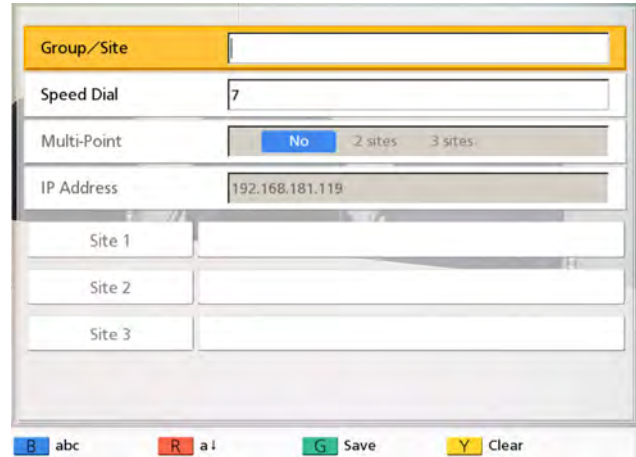 Group／Site
Speed Dial 7
Multi-Point No 2 sites 3 sites
IP Address 192.168.181.119
Site 1
Site 2
Site 3
B abc R a↓ G Save Y Clear